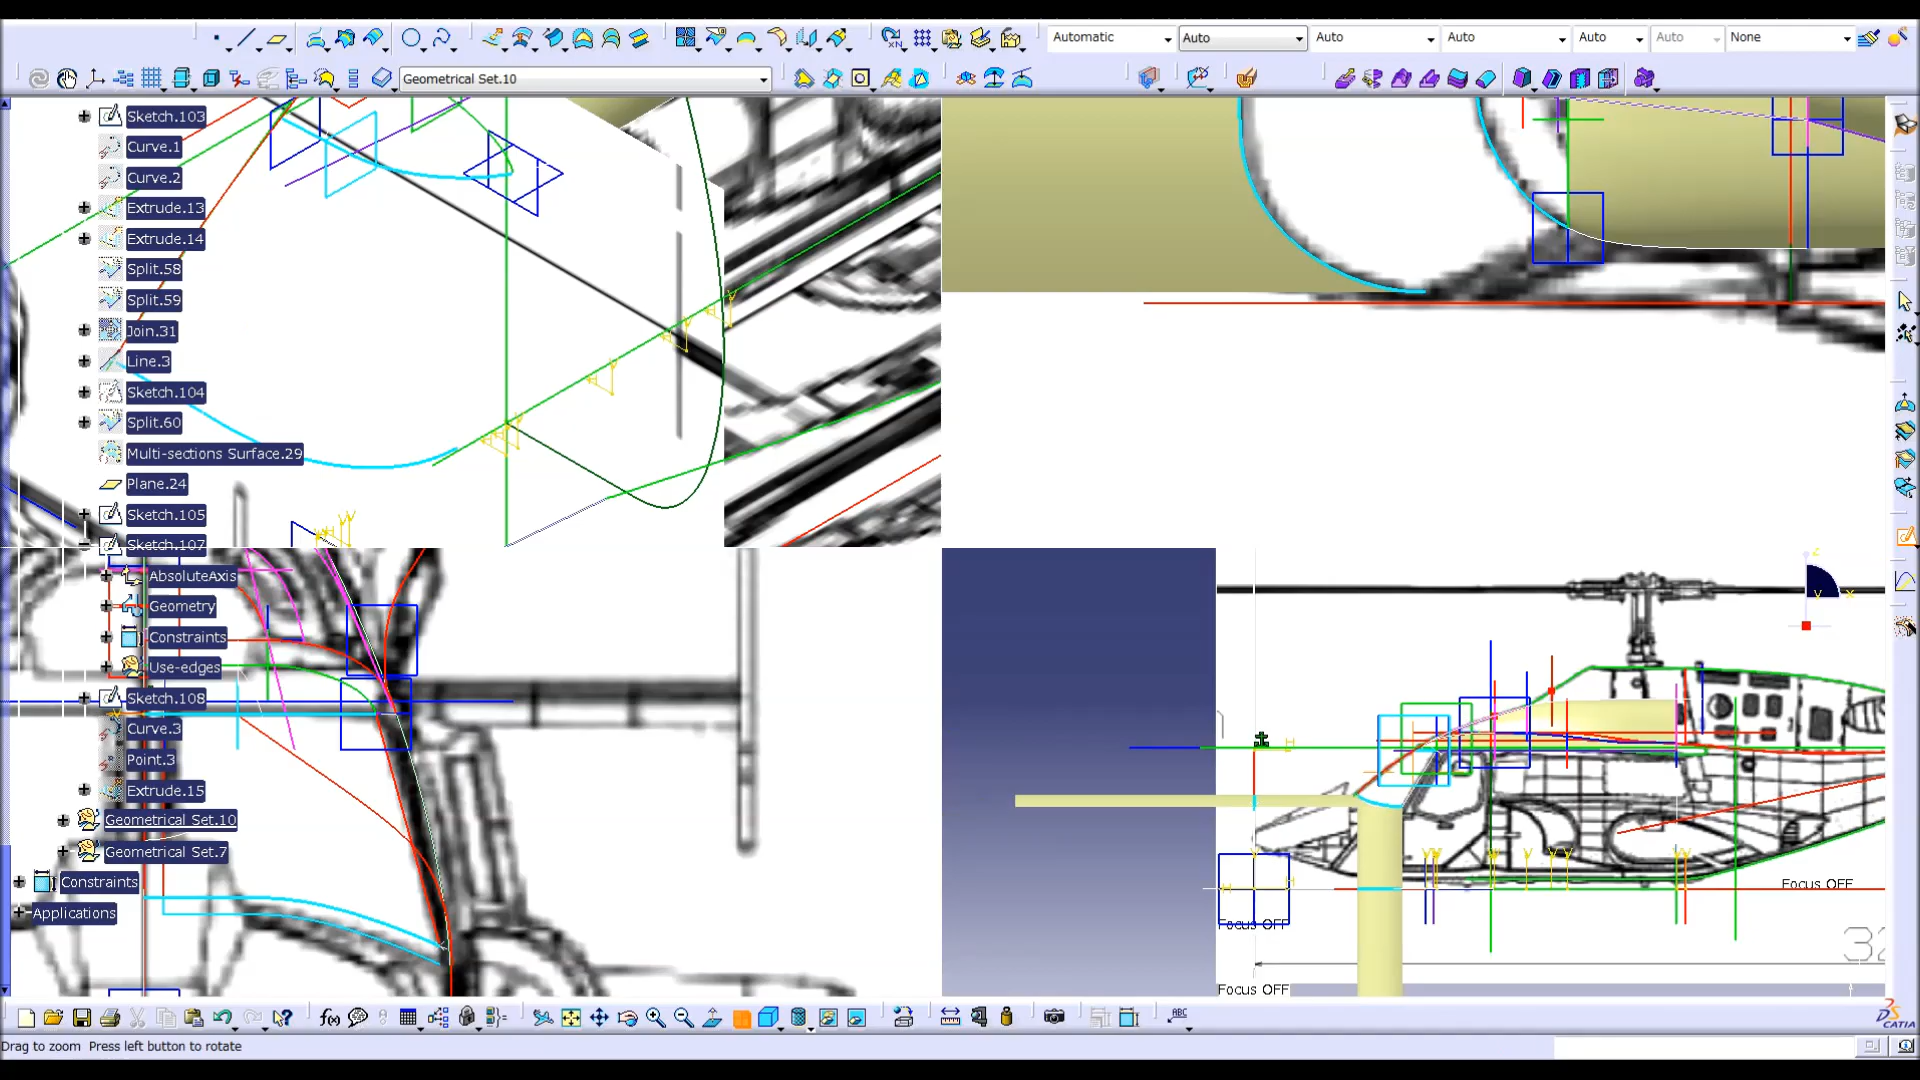 Automatic Auto Auto Auto Auto Auto None
Geometrical Set.10
Sketch.103
Curve.1
Curve.2
Extrude.13
Extrude.14
Split.58
Split.59
Join.31
Line.3
Sketch.104
Split.60
Multi-sections Surface.29
Plane.24
Sketch.105
Sketch.107
AbsoluteAxis
Geometry
Constraints
Use-edges
Sketch.108
Curve.3
Point.3
Extrude.15
Geometrical Set.10
Geometrical Set.7
Constraints
Applications
Focus OFF
Focus OFF
Focus OFF
Drag to zoom Press left button to rotate
CATIA